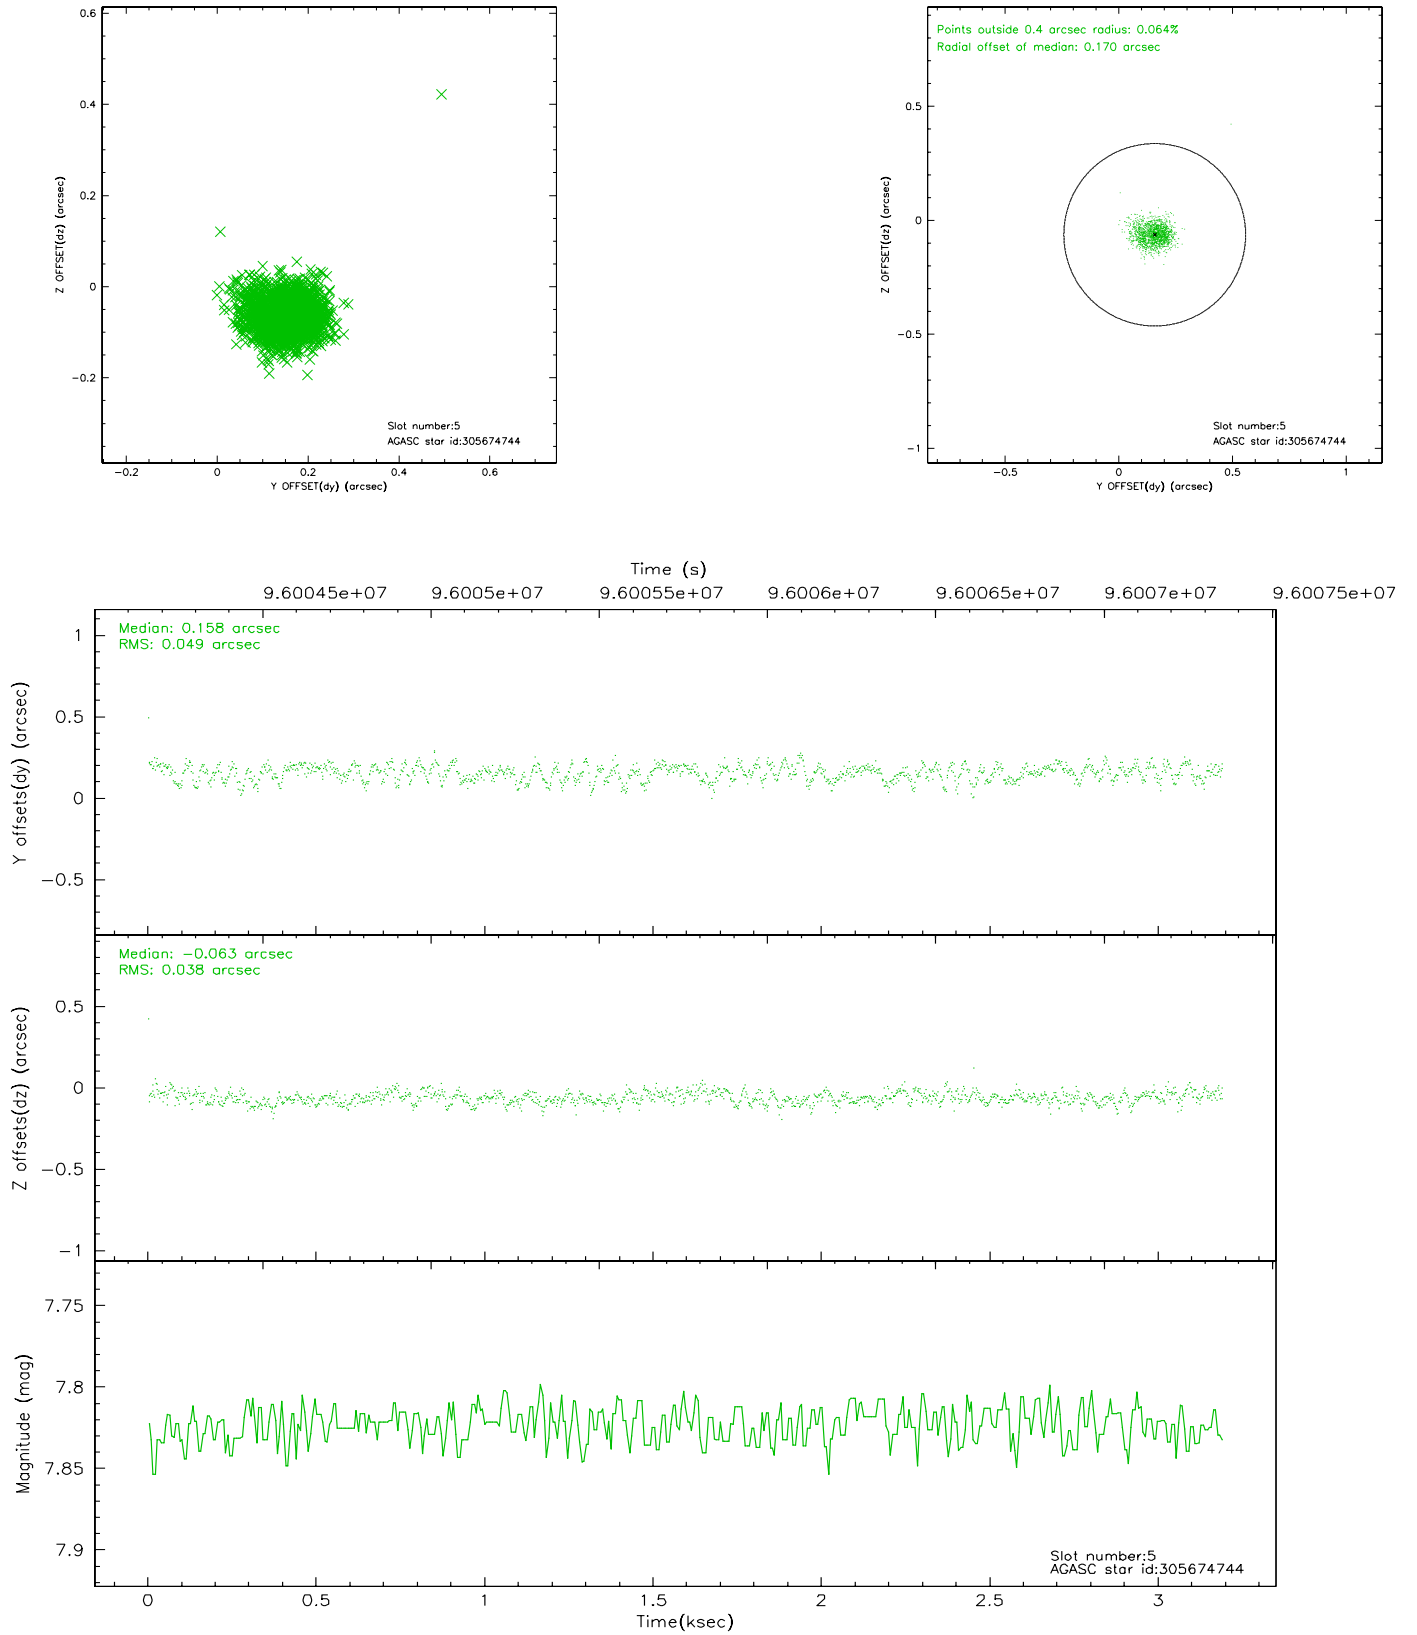 0.6
0.4
0.2
0
−0.2
Z OFFSET(dz) (arcsec)
Slot number:5
AGASC star id:305674744
−0.2 0 0.2 0.4 0.6
Y OFFSET(dy) (arcsec)
Points outside 0.4 arcsec radius: 0.064%
Radial offset of median: 0.170 arcsec
0.5
0
−0.5
−1
Z OFFSET(dz) (arcsec)
Slot number:5
AGASC star id:305674744
−0.5 0 0.5 1
Y OFFSET(dy) (arcsec)
Time (s)
9.60045e+07 9.6005e+07 9.60055e+07 9.6006e+07 9.60065e+07 9.6007e+07 9.60075e+07
Median: 0.158 arcsec
RMS: 0.049 arcsec
1
0.5
0
−0.5
Y offsets(dy) (arcsec)
Median: −0.063 arcsec
RMS: 0.038 arcsec
0.5
0
−0.5
−1
Z offsets(dz) (arcsec)
7.75
7.8
7.85
7.9
Magnitude (mag)
Slot number:5
AGASC star id:305674744
0 0.5 1 1.5 2 2.5 3
Time(ksec)